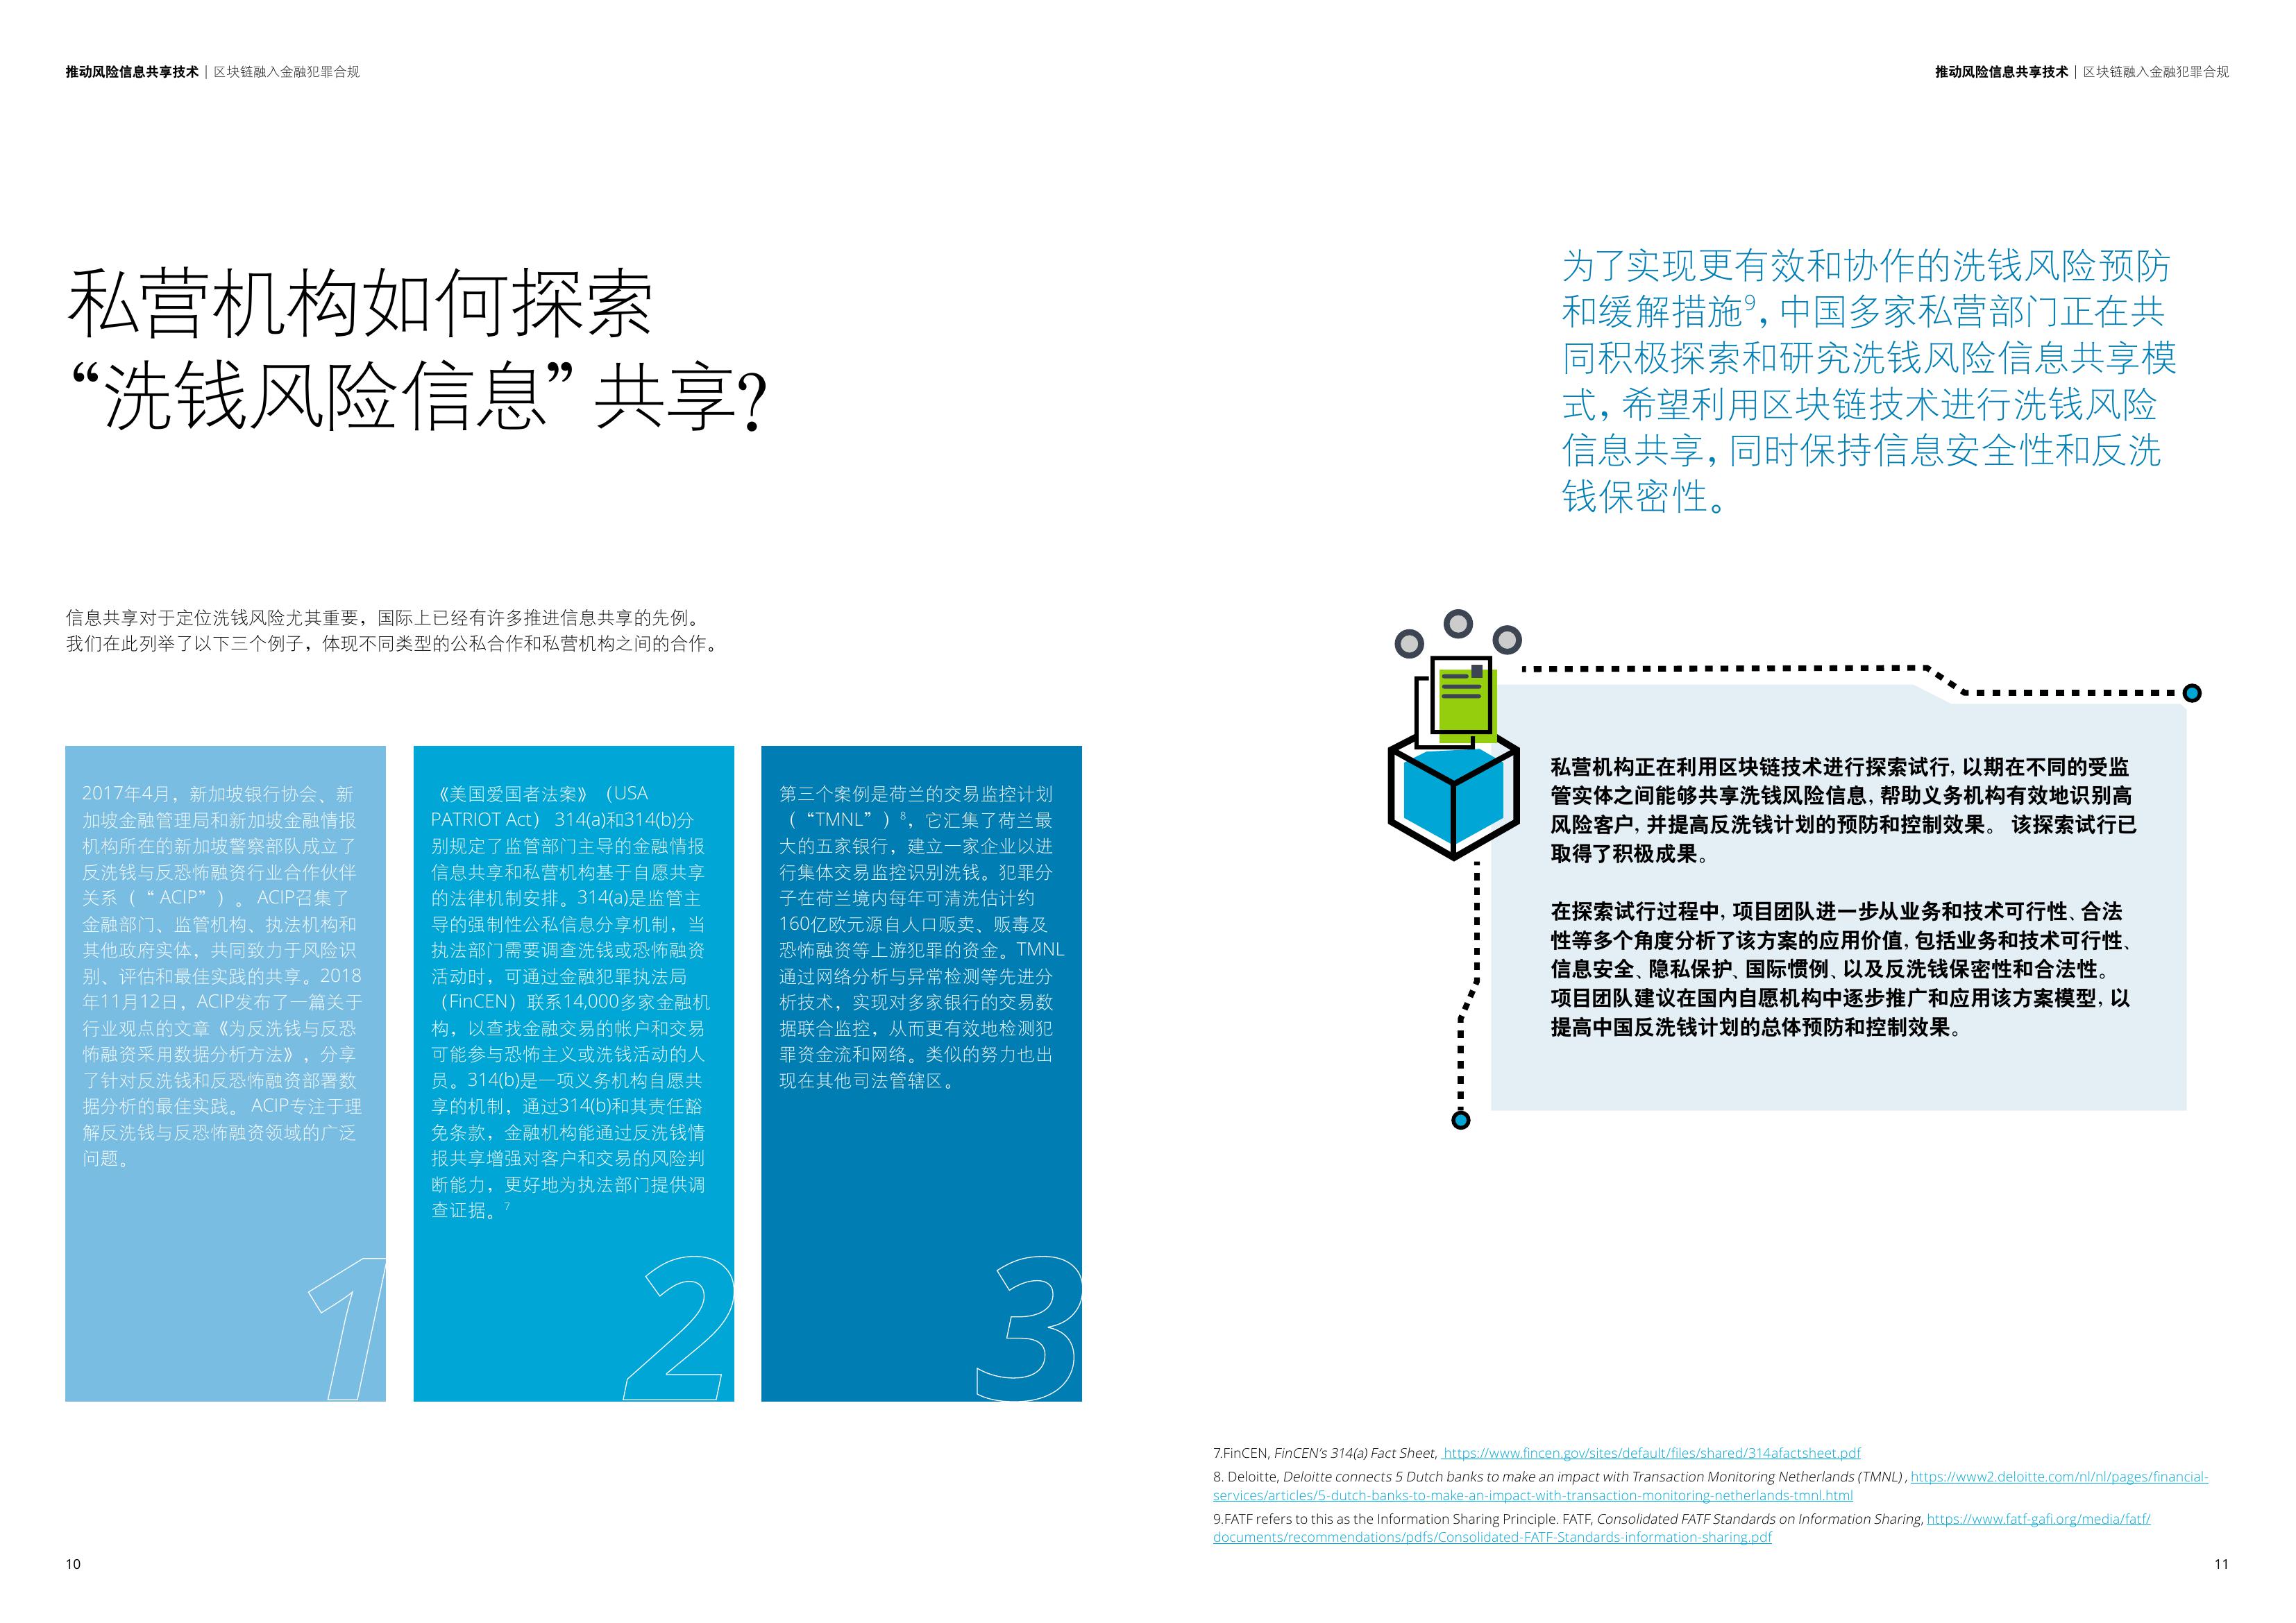 推动风险信息共享技术 | 区块链融入金融犯罪合规
私营机构如何探索
“洗钱风险信息” 共享？
信息共享对于定位洗钱风险尤其重要，国际上已经有许多推进信息共享的先例。
我们在此列举了以下三个例子，体现不同类型的公私合作和私营机构之间的合作。
2017年4月，新加坡银行协会、新
加坡金融管理局和新加坡金融情报
机构所在的新加坡警察部队成立了
反洗钱与反恐怖融资行业合作伙伴
关系（ “ ACIP” ）。 ACIP召集了
金融部门、监管机构、执法机构和
其他政府实体，共同致力于风险识
别、评估和最佳实践的共享。2018
年11月12日，ACIP发布了一篇关于
行业观点的文章《为反洗钱与反恐
怖融资采用数据分析方法》，分享
了针对反洗钱和反恐怖融资部署数
据分析的最佳实践。 ACIP专注于理
解反洗钱与反恐怖融资领域的广泛
问题。
1
《美国爱国者法案》（USA
PATRIOT Act） 314(a)和314(b)分
别规定了监管部门主导的金融情报
信息共享和私营机构基于自愿共享
的法律机制安排。314(a)是监管主
导的强制性公私信息分享机制，当
执法部门需要调查洗钱或恐怖融资
活动时，可通过金融犯罪执法局
（FinCEN）联系14,000多家金融机
构，以查找金融交易的帐户和交易
可能参与恐怖主义或洗钱活动的人
员。314(b)是一项义务机构自愿共
享的机制，通过314(b)和其责任豁
免条款，金融机构能通过反洗钱情
报共享增强对客户和交易的风险判
断能力，更好地为执法部门提供调
查证据。7
2
第三个案例是荷兰的交易监控计划
（ “TMNL” ）8，它汇集了荷兰最
大的五家银行，建立一家企业以进
行集体交易监控识别洗钱。犯罪分
子在荷兰境内每年可清洗估计约
160亿欧元源自人口贩卖、贩毒及
恐怖融资等上游犯罪的资金。TMNL
通过网络分析与异常检测等先进分
析技术，实现对多家银行的交易数
据联合监控，从而更有效地检测犯
罪资金流和网络。类似的努力也出
现在其他司法管辖区。
3
10
推动风险信息共享技术 | 区块链融入金融犯罪合规
为了实现更有效和协作的洗钱风险预防
和缓解措施9，中国多家私营部门正在共
同积极探索和研究洗钱风险信息共享模
式，希望利用区块链技术进行洗钱风险
信息共享，同时保持信息安全性和反洗
钱保密性。
私营机构正在利用区块链技术进行探索试行，以期在不同的受监
管实体之间能够共享洗钱风险信息，帮助义务机构有效地识别高
风险客户，并提高反洗钱计划的预防和控制效果。 该探索试行已
取得了积极成果。
在探索试行过程中，项目团队进一步从业务和技术可行性、合法
性等多个角度分析了该方案的应用价值，包括业务和技术可行性、
信息安全、隐私保护、国际惯例、以及反洗钱保密性和合法性。
项目团队建议在国内自愿机构中逐步推广和应用该方案模型，以
提高中国反洗钱计划的总体预防和控制效果。
7.FinCEN, FinCEN’s 314(a) Fact Sheet, https://www.fincen.gov/sites/default/files/shared/314afactsheet.pdf
8. Deloitte, Deloitte connects 5 Dutch banks to make an impact with Transaction Monitoring Netherlands (TMNL) , https://www2.deloitte.com/nl/nl/pages/financial-
services/articles/5-dutch-banks-to-make-an-impact-with-transaction-monitoring-netherlands-tmnl.html
9.FATF refers to this as the Information Sharing Principle. FATF, Consolidated FATF Standards on Information Sharing, https://www.fatf-gafi.org/media/fatf/
documents/recommendations/pdfs/Consolidated-FATF-Standards-information-sharing.pdf
11